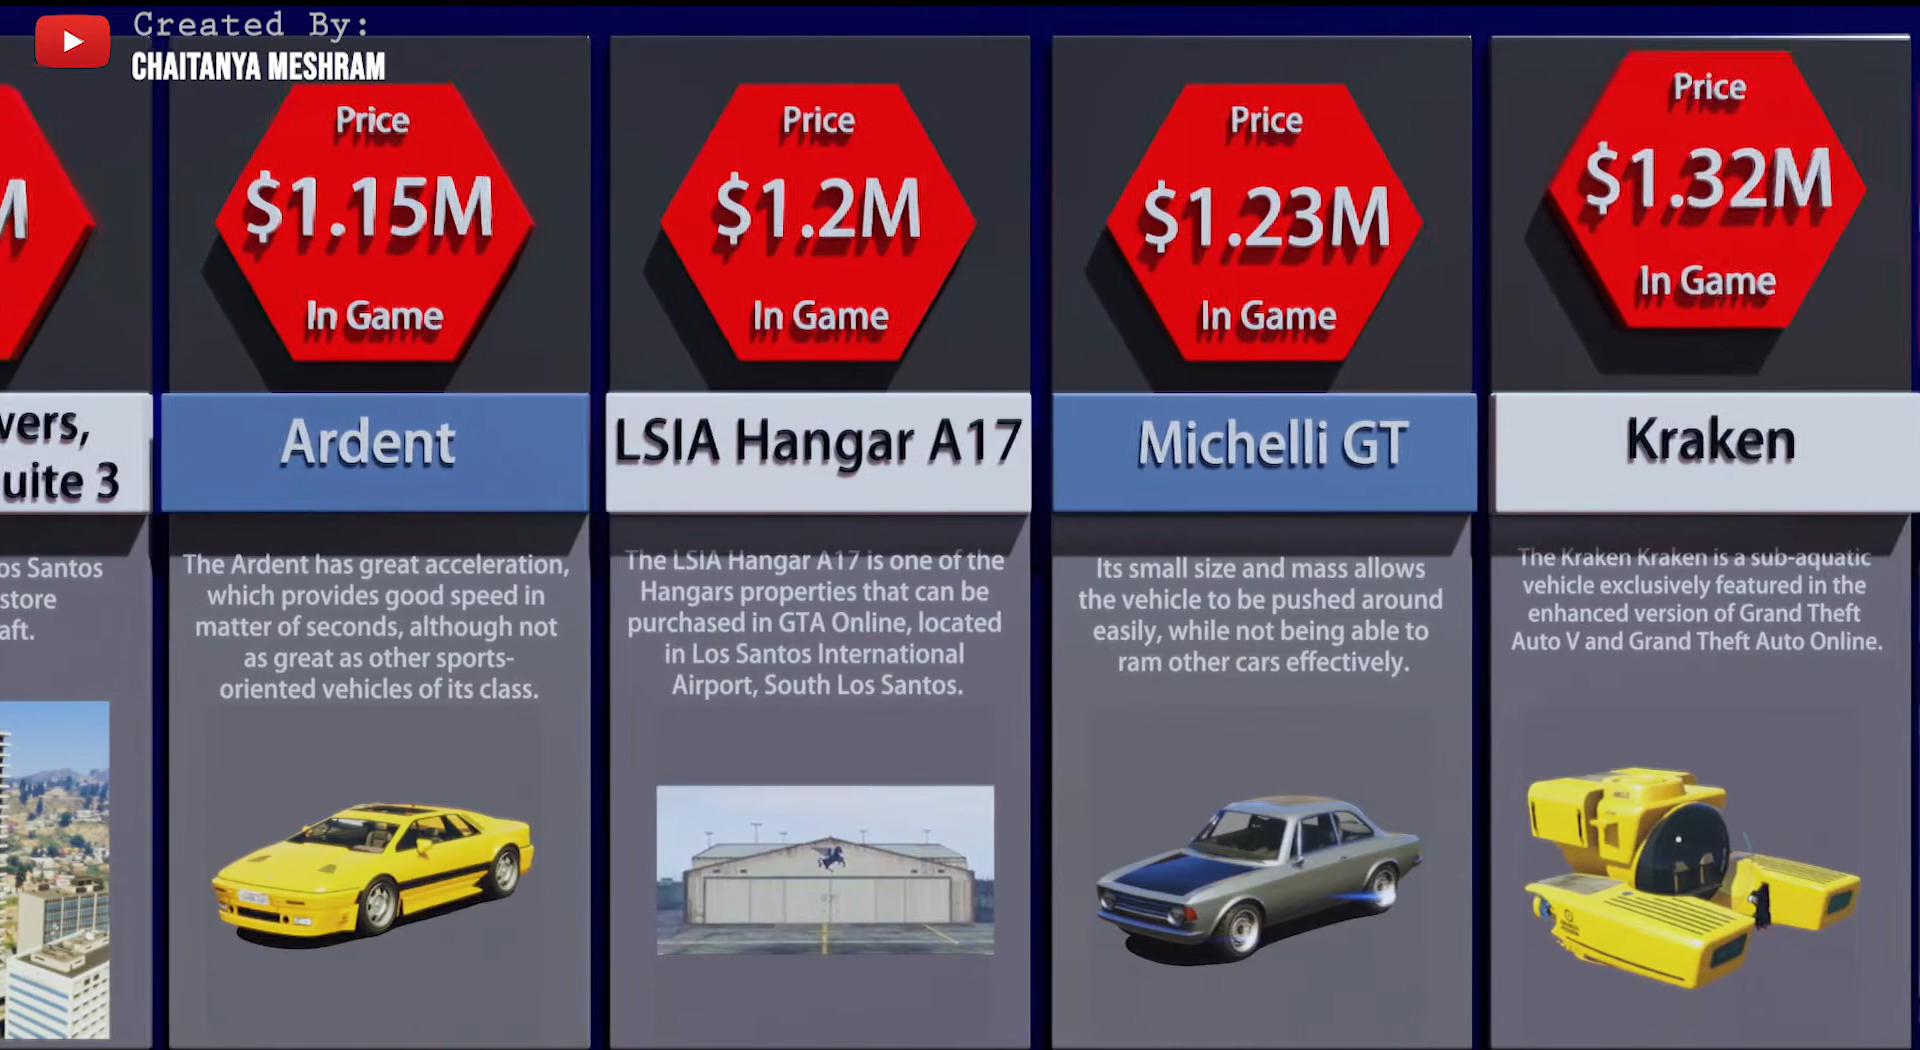 Created By:
CHAITANYA MESHRAM
M
wers,
uite 3
os Santos
store
aft.
Price
$1.15M
In Game
Ardent
The Ardent has great acceleration,
which provides good speed in
matter of seconds, although not
as great as other sports-
oriented vehicles of its class.
Price
$1.2M
In Game
LSIA Hangar A17
The LSIA Hangar A17 is one of the
Hangars properties that can be
purchased in GTA Online, located
in Los Santos International
Airport, South Los Santos.
Price
$1.23M
In Game
Michelli GT
Its small size and mass allows
the vehicle to be pushed around
easily, while not being able to
ram other cars effectively.
Price
$1.32M
In Game
Kraken
The Kraken Kraken is a sub-aquatic
vehicle exclusively featured in the
enhanced version of Grand Theft
Auto V and Grand Theft Auto Online.